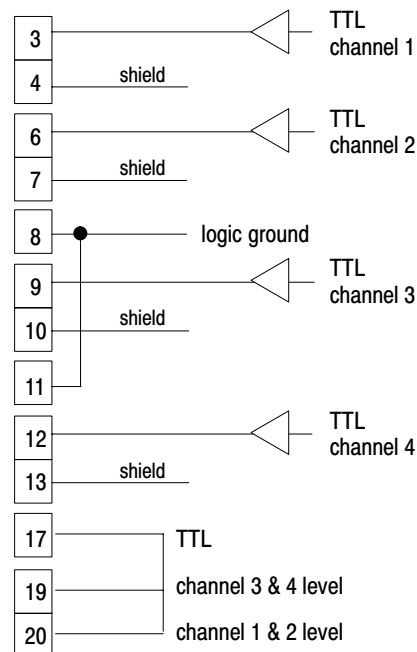 3
TTL
channel 1
4
shield
6
TTL
channel 2
7
shield
8
logic ground
9
TTL
channel 3
10
shield
11
12
TTL
channel 4
13
shield
17
TTL
19
channel 3 & 4 level
20
channel 1 & 2 level